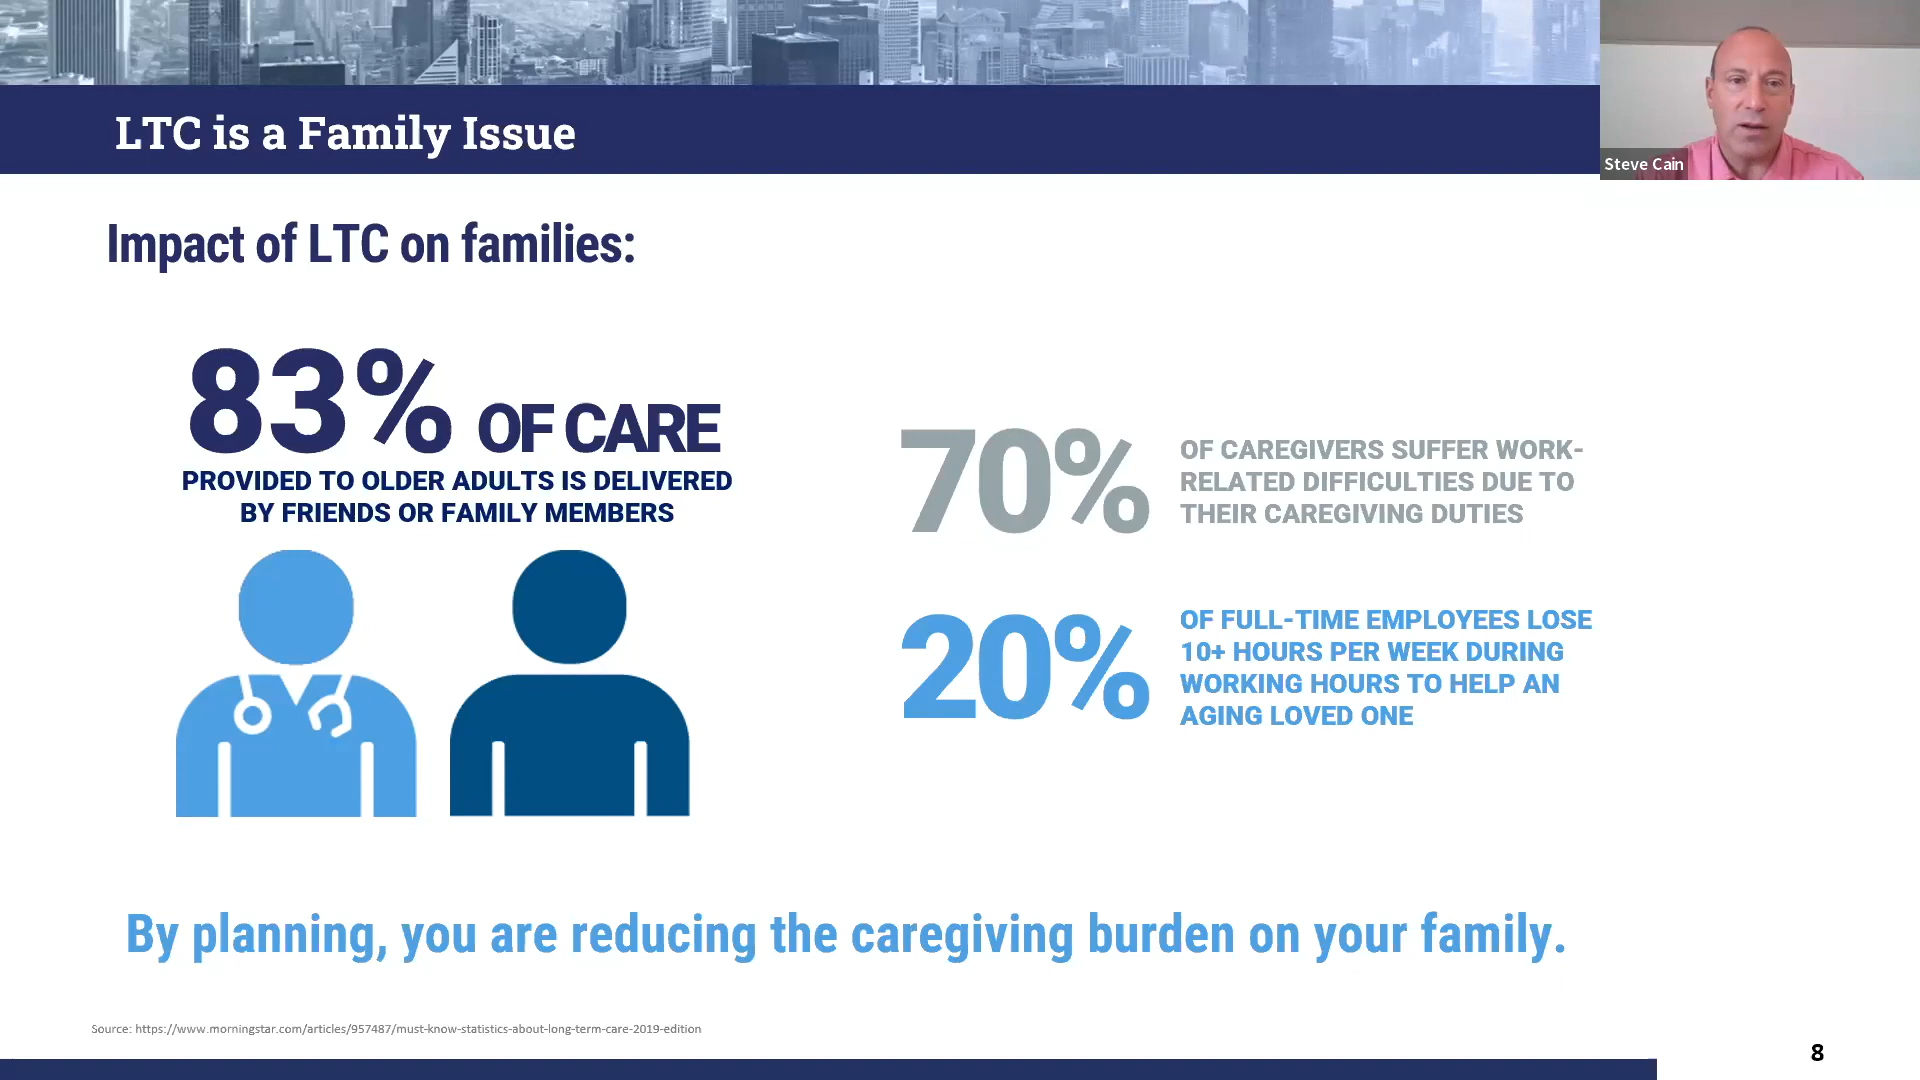 LTC is a Family Issue
Steve Cain
Impact of LTC on families:
83% OF CARE
PROVIDED TO OLDER ADULTS IS DELIVERED
BY FRIENDS OR FAMILY MEMBERS
70%
OF CAREGIVERS SUFFER WORK-
RELATED DIFFICULTIES DUE TO
THEIR CAREGIVING DUTIES
20%
OF FULL-TIME EMPLOYEES LOSE
10+ HOURS PER WEEK DURING
WORKING HOURS TO HELP AN
AGING LOVED ONE
By planning, you are reducing the caregiving burden on your family.
Source: https://www.morningstar.com/articles/957487/must-know-statistics-about-long-term-care-2019-edition
8